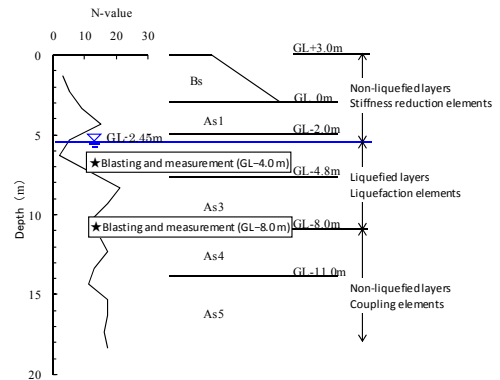 N-value
0 10 20 30
0
5
10
15
20
Depth (m)
GL+3.0m
Bs
GL 0m
As1
GL-2.0m
GL-2.45m
★Blasting and measurement (GL-4.0 m)
GL-4.8m
As3
GL-8.0m
★Blasting and measurement (GL-8.0 m)
As4
GL-11.0m
As5
Non-liquefied layers
Stiffness reduction elements
Liquefied layers
Liquefaction elements
Non-liquefied layers
Coupling elements